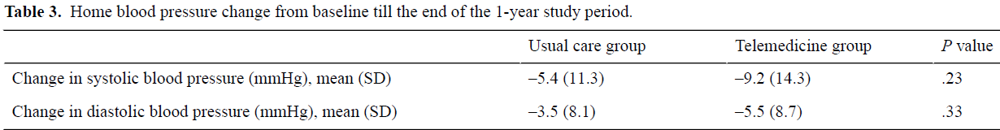 Table 3. Home blood pressure change from baseline till the end of the 1-year study period.
Usual care group Telemedicine group P value
Change in systolic blood pressure (mmHg), mean (SD) –5.4 (11.3) –9.2 (14.3) .23
Change in diastolic blood pressure (mmHg), mean (SD) –3.5 (8.1) –5.5 (8.7) .33